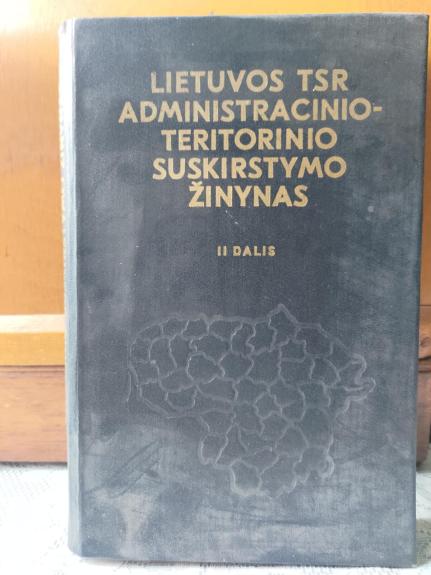 LIETUVOS TSR
ADMINISTRACINIO-
TERITORINIO
SUSKIRSTYMO
ŽINYNAS
II DALIS